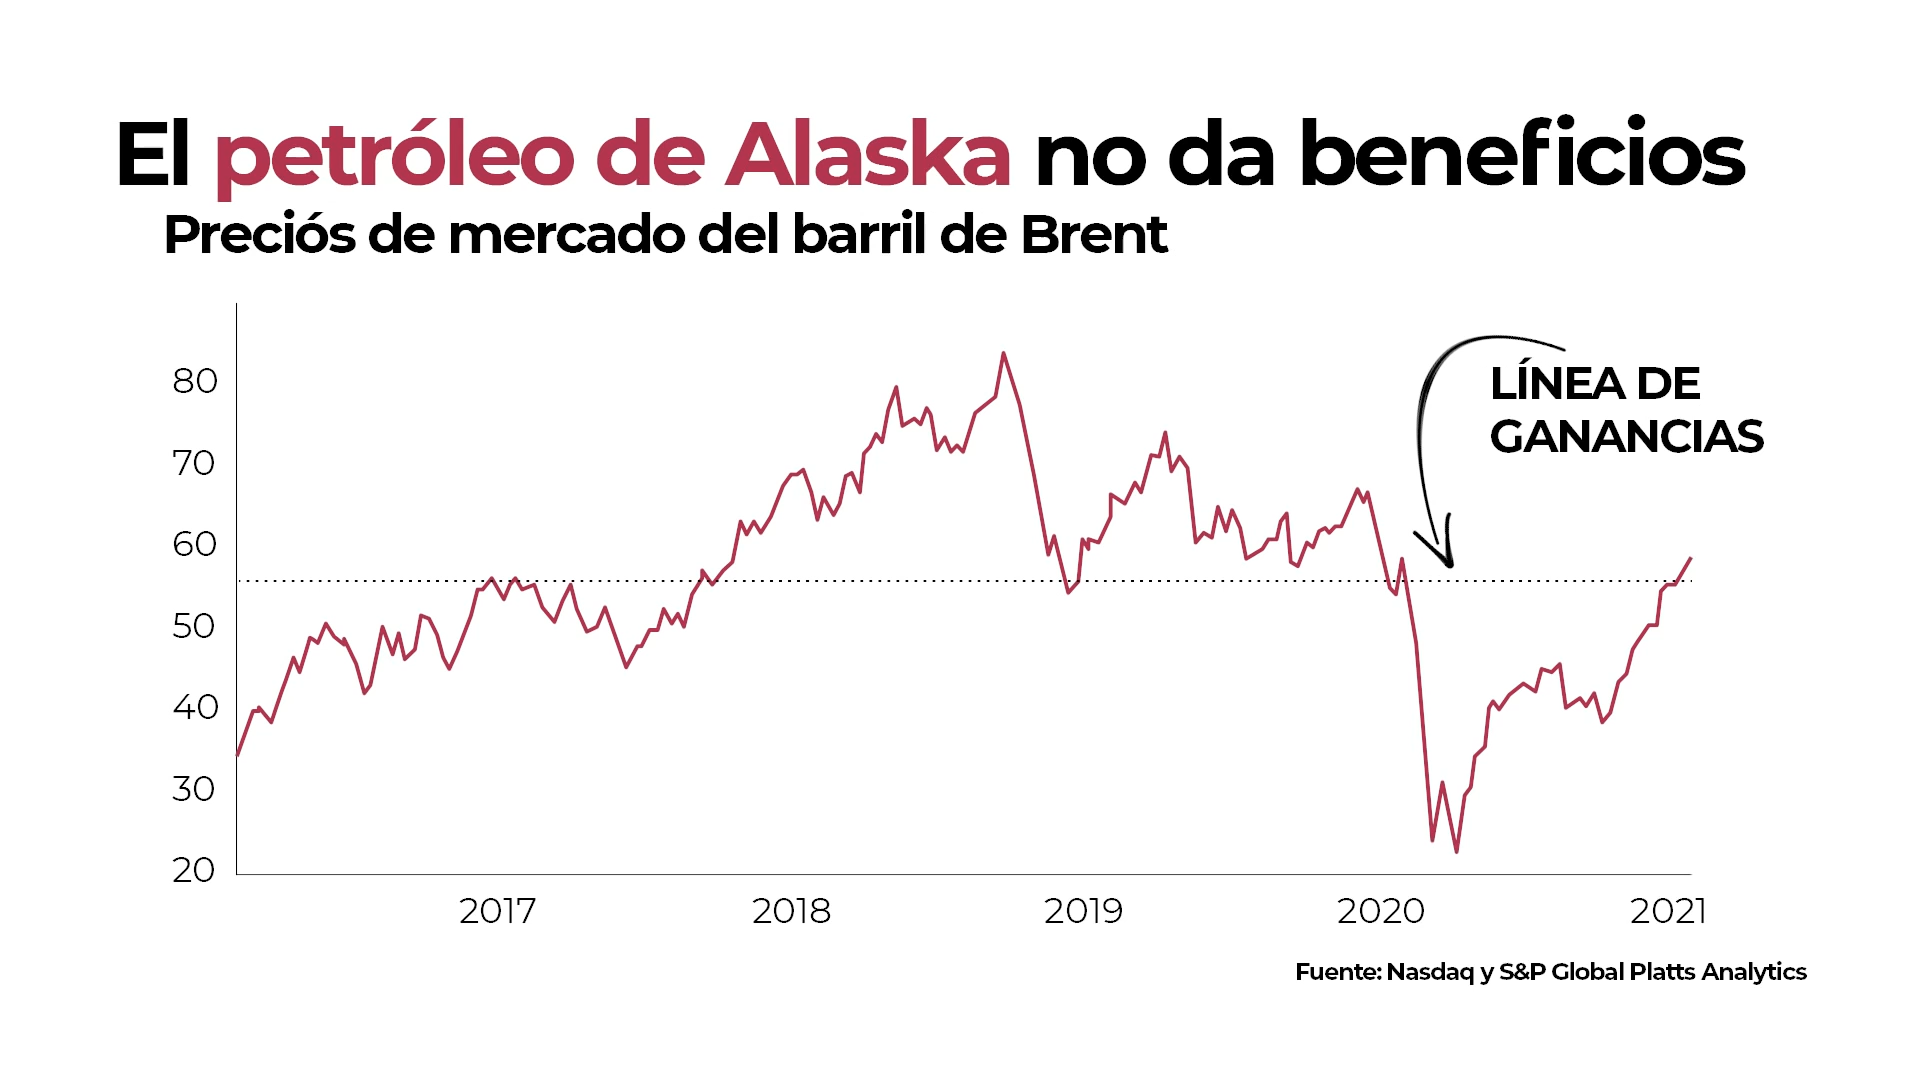 El petróleo de Alaska no da beneficios
Preciós de mercado del barril de Brent
LÍNEA DE
GANANCIAS
80
70
60
50
40
30
20
2017 2018 2019 2020 2021
Fuente: Nasdaq y S&P Global Platts Analytics